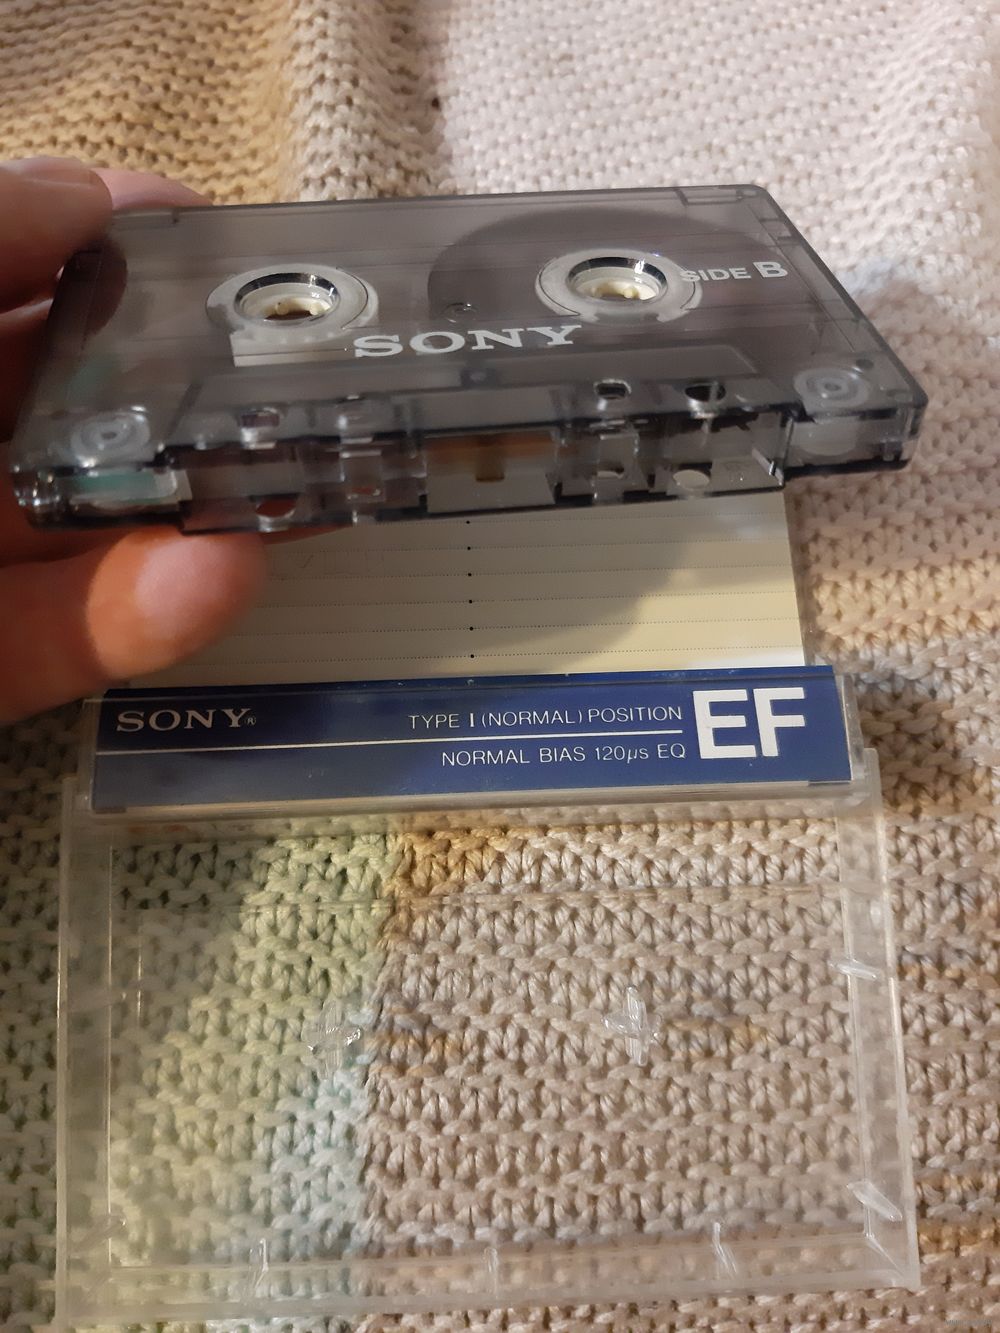 SIDE B
SONY
SONY®
TYPE I (NORMAL) POSITION
NORMAL BIAS 120µs EQ
EF